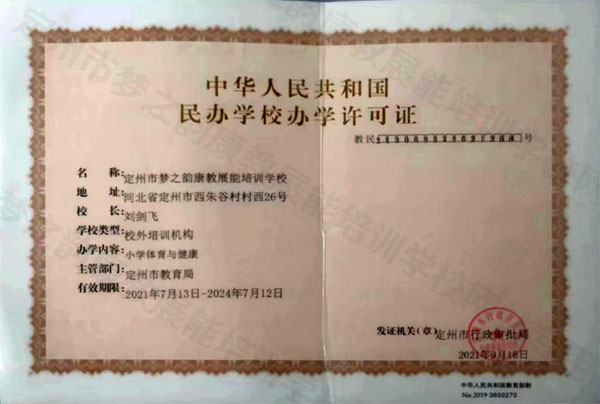 中华人民共和国
民办学校办学许可证
教民 号
名 称:定州市梦之韵康教展能培训学校
地 址:河北省定州市西朱谷村村西26号
校 长:刘剑飞
学校类型:校外培训机构
办学内容:小学体育与健康
主管部门:定州市教育局
有效期限:2021年7月13日-2024年7月12日
发证机关(章) 定州市行政审批局
2021年9月16日
中华人民共和国教育部制
No.2019 0850270